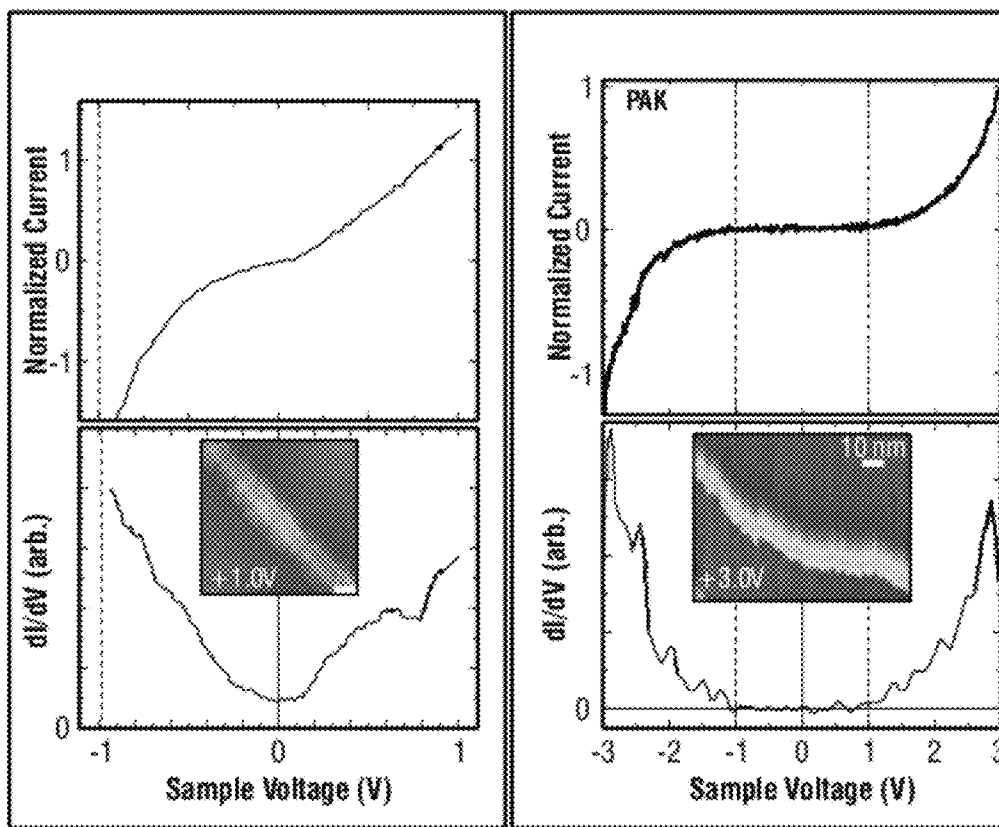 Normalized Current
1
0
-1
dI/dV (arb.)
0
+1.0V
-1 0 1
Sample Voltage (V)
PAK
Normalized Current
1
0
-1
dI/dV (arb.)
0
10 nm
+3.0V
-3 -2 -1 0 1 2 3
Sample Voltage (V)